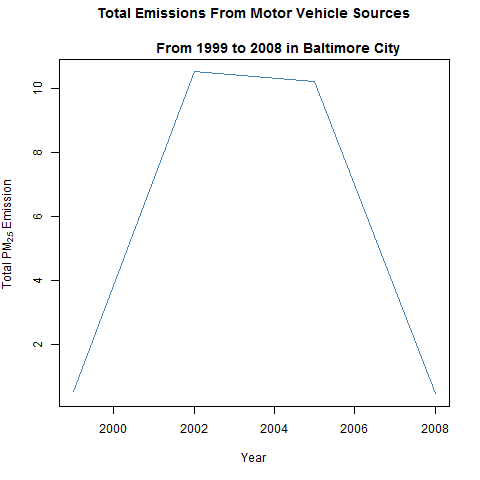 Total Emissions From Motor Vehicle Sources
From 1999 to 2008 in Baltimore City
Total PM2.5 Emission
10
8
6
4
2
2000 2002 2004 2006 2008
Year